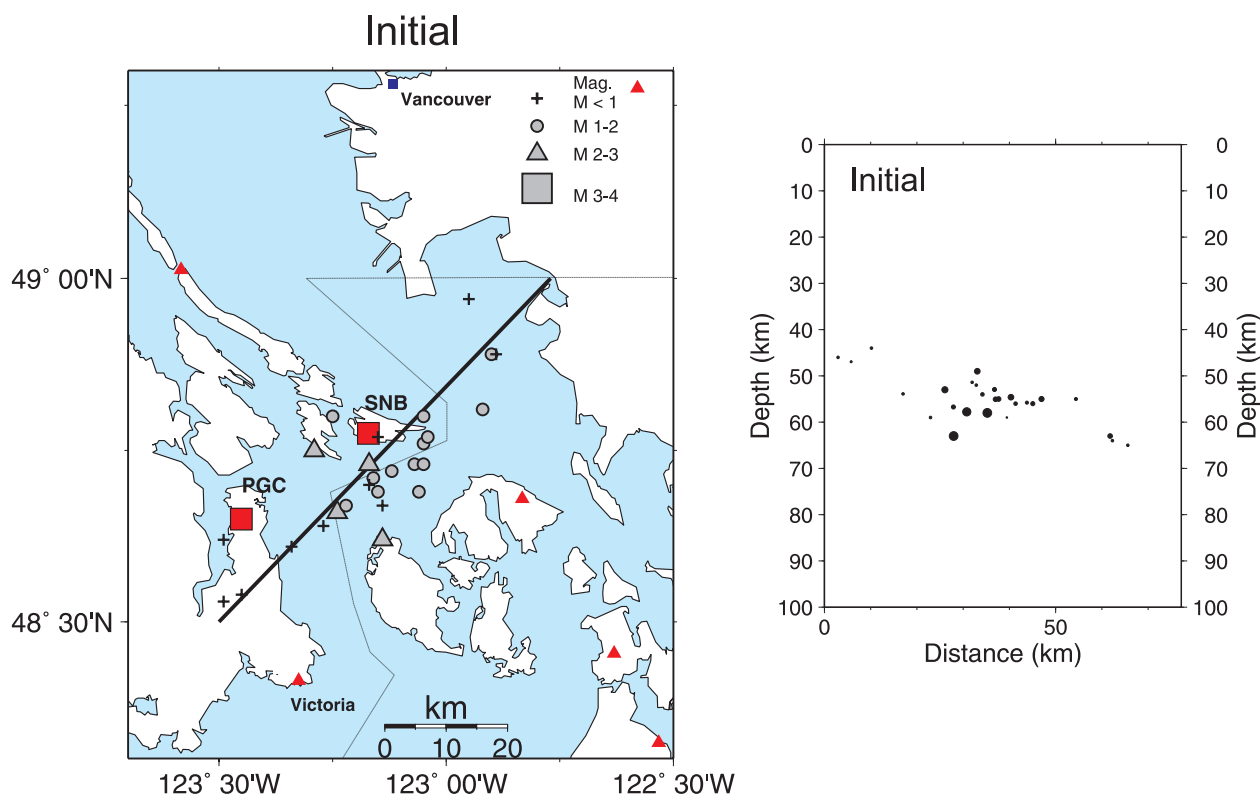 Initial
Mag.
M < 1
M 1-2
M 2-3
M 3-4
Vancouver
SNB
PGC
Victoria
km
0 10 20
49° 00'N
48° 30'N
123° 30'W 123° 00'W 122° 30'W
Initial
0
10
20
30
40
50
60
70
80
90
100
Depth (km)
0
10
20
30
40
50
60
70
80
90
100
Depth (km)
0 50
Distance (km)